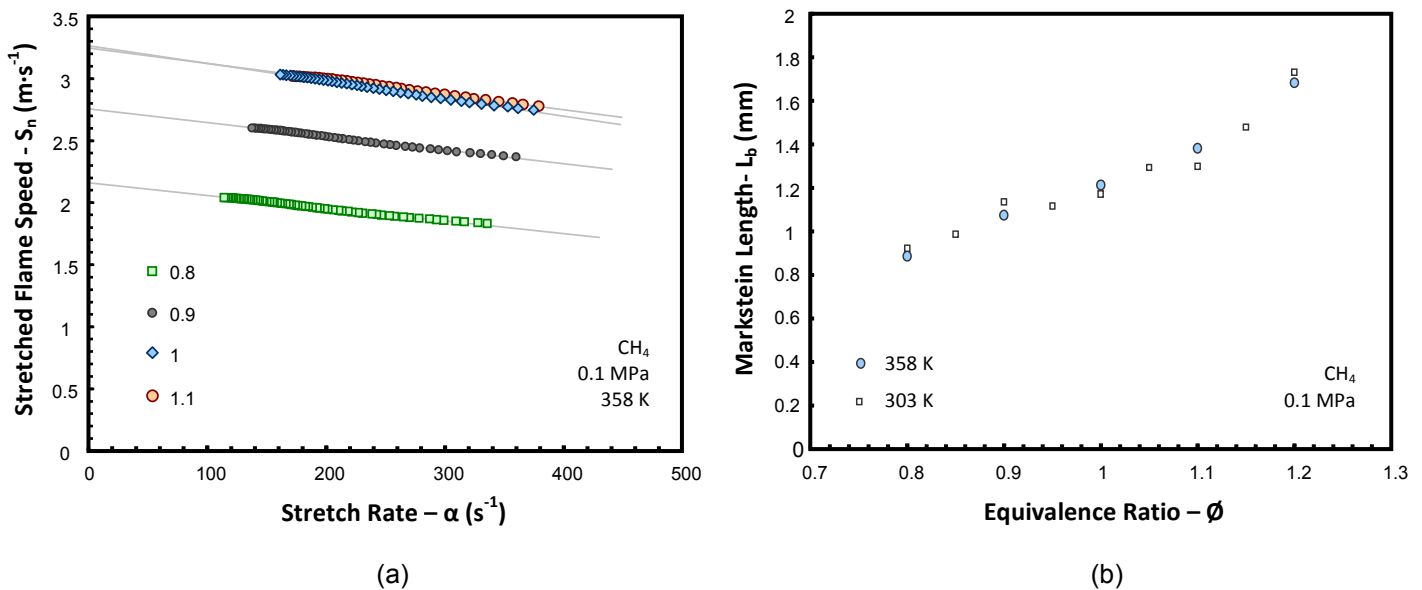 Stretched Flame Speed - Sn (m·s-1)
3.5
3
2.5
2
1.5
1
0.5
0
0 100 200 300 400 500
0.8
0.9
1
1.1
CH4
0.1 MPa
358 K
Stretch Rate – α (s-1)
(a)
Markstein Length- Lb (mm)
2
1.8
1.6
1.4
1.2
1
0.8
0.6
0.4
0.2
0
0.7 0.8 0.9 1 1.1 1.2 1.3
358 K
303 K
CH4
0.1 MPa
Equivalence Ratio – Ø
(b)